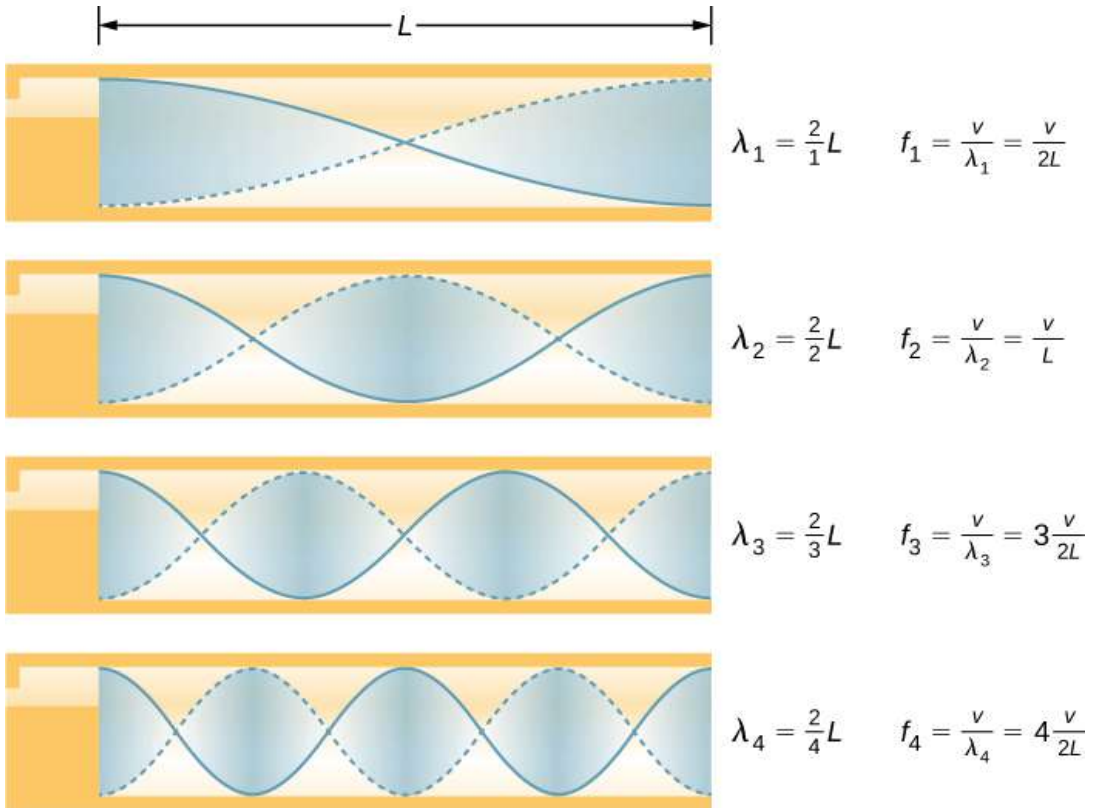 L
λ₁ = 2/1 L f₁ = v/λ₁ = v/2L
λ₂ = 2/2 L f₂ = v/λ₂ = v/L
λ₃ = 2/3 L f₃ = v/λ₃ = 3 v/2L
λ₄ = 2/4 L f₄ = v/λ₄ = 4 v/2L